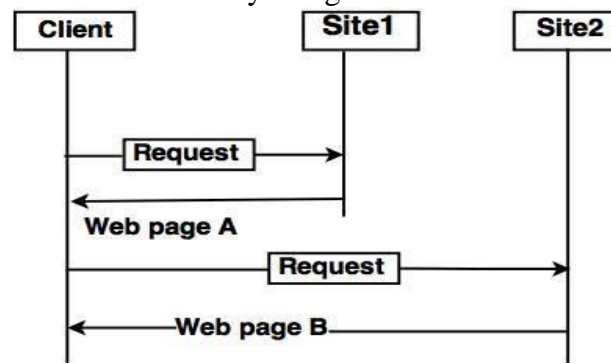 Client
Site1
Site2
Request
Web page A
Request
Web page B